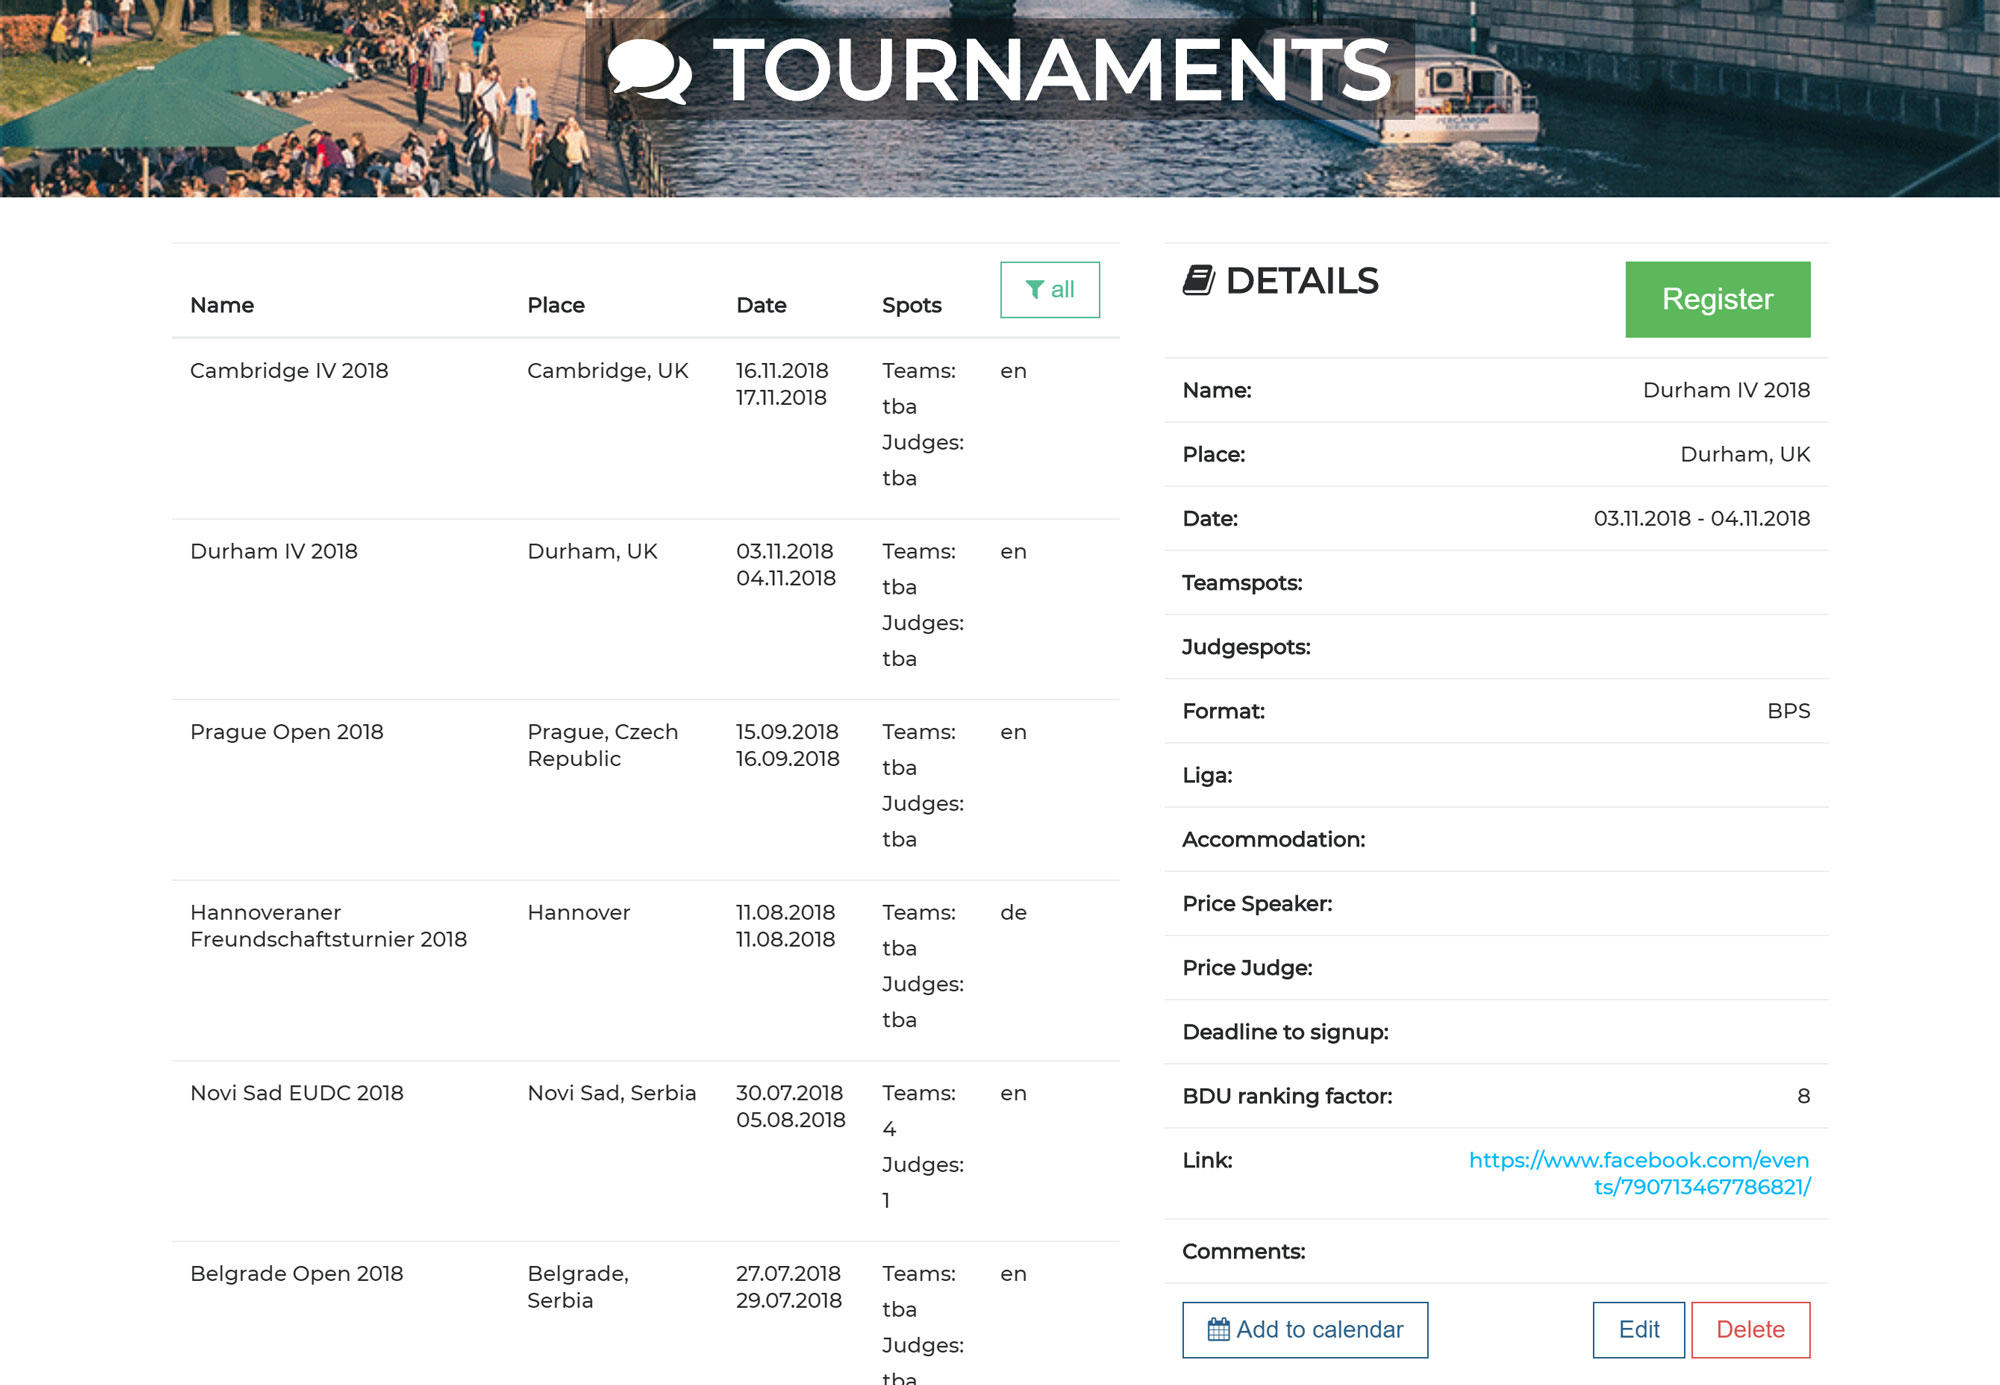 TOURNAMENTS
PERGAMON
Name Place Date Spots all
Cambridge IV 2018 Cambridge, UK 16.11.2018 Teams: en
17.11.2018
tba
Judges:
tba
Durham IV 2018 Durham, UK 03.11.2018 Teams: en
04.11.2018
tba
Judges:
tba
Prague Open 2018 Prague, Czech 15.09.2018 Teams: en
Republic 16.09.2018
tba
Judges:
tba
Hannoveraner Hannover 11.08.2018 Teams: de
Freundschaftsturnier 2018 11.08.2018
tba
Judges:
tba
Novi Sad EUDC 2018 Novi Sad, Serbia 30.07.2018 Teams: en
05.08.2018
4
Judges:
1
Belgrade Open 2018 Belgrade, 27.07.2018 Teams: en
Serbia 29.07.2018
tba
Judges:
tba
DETAILS Register
Name: Durham IV 2018
Place: Durham, UK
Date: 03.11.2018 - 04.11.2018
Teamspots:
Judgespots:
Format: BPS
Liga:
Accommodation:
Price Speaker:
Price Judge:
Deadline to signup:
BDU ranking factor: 8
Link: https://www.facebook.com/even
ts/790713467786821/
Comments:
Add to calendar Edit Delete